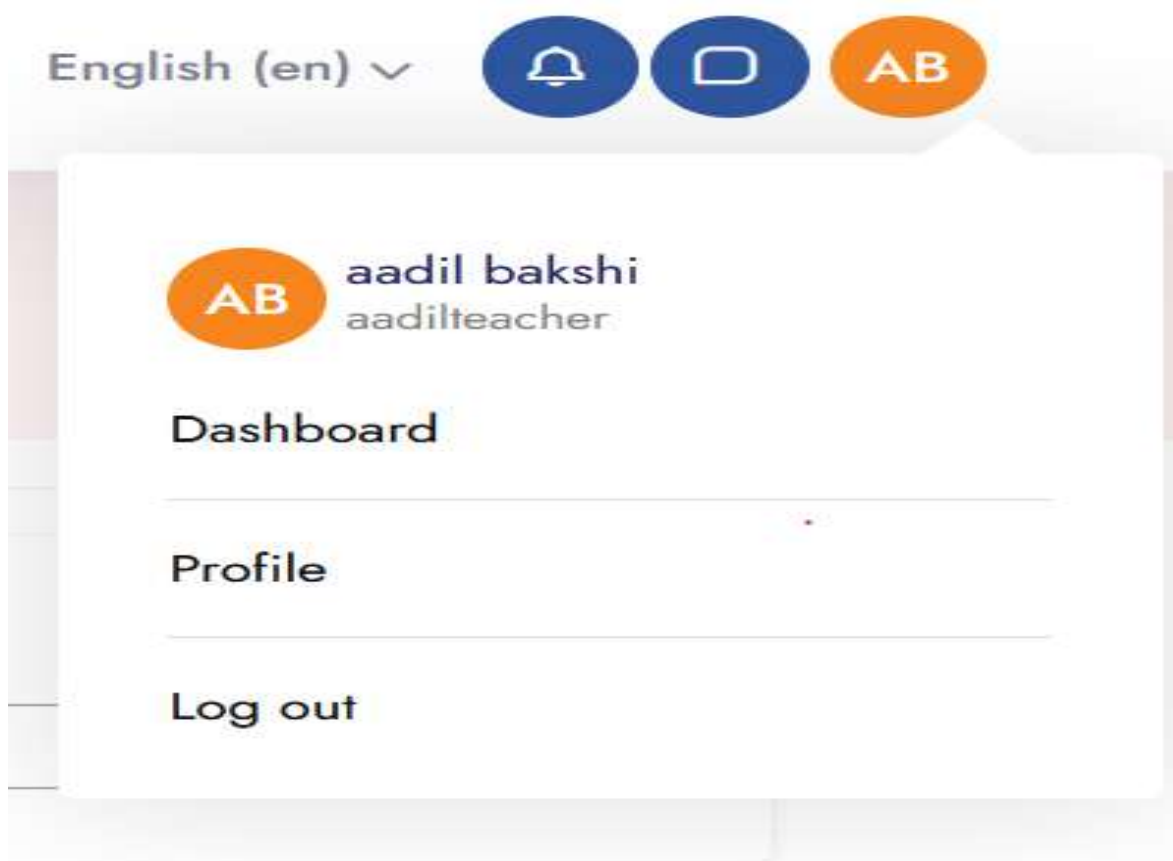 English (en)
AB
AB
aadil bakshi
aadilteacher
Dashboard
Profile
Log out